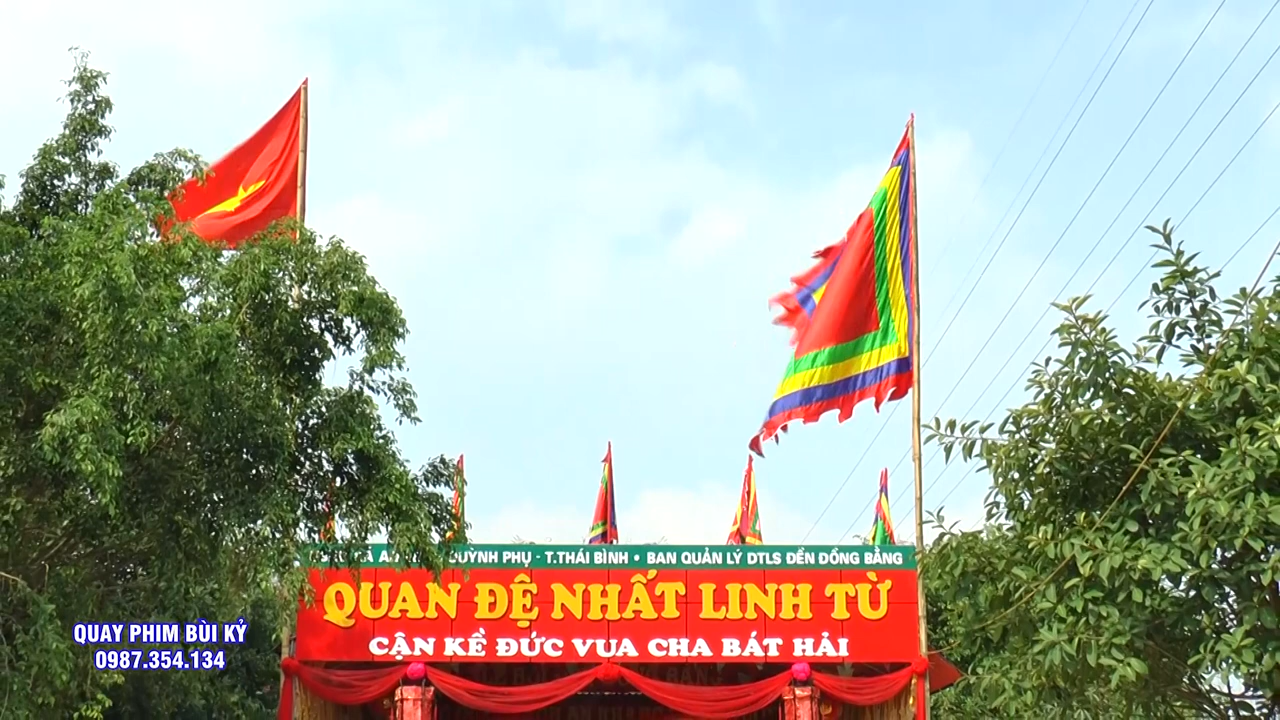 QUỲNH PHỤ - T.THÁI BÌNH • BAN QUẢN LÝ DTLS ĐỀN ĐỒNG BẰNG
QUAN ĐỆ NHẤT LINH TỪ
CẬN KỀ ĐỨC VUA CHA BÁT HẢI
QUAY PHIM BÙI KỶ
0987.354.134